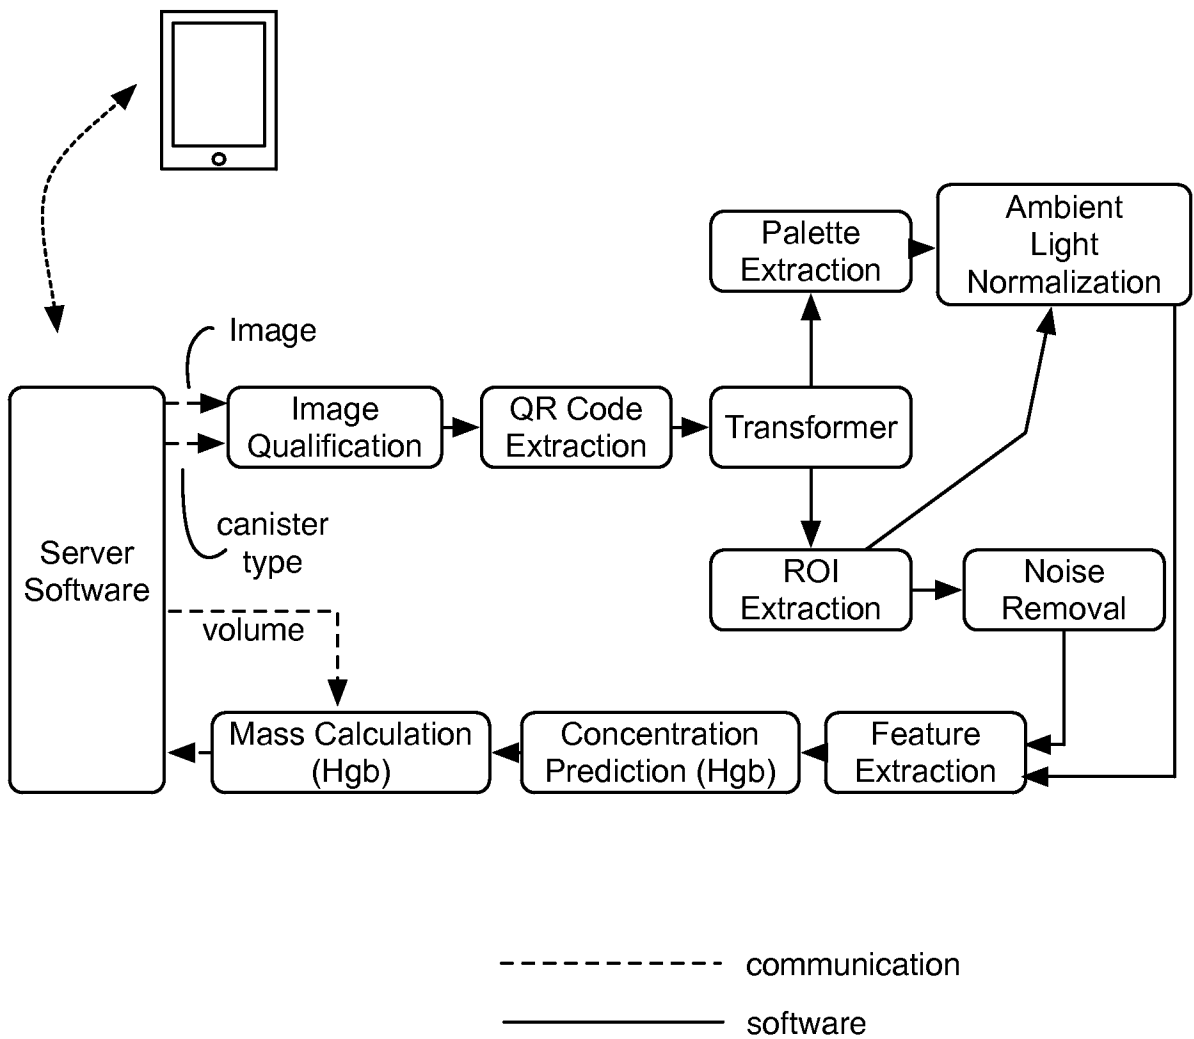 Image
Image
Qualification
QR Code
Extraction
Transformer
Palette
Extraction
Ambient
Light
Normalization
canister
type
Server
Software
ROI
Extraction
Noise
Removal
volume
Mass Calculation
(Hgb)
Concentration
Prediction (Hgb)
Feature
Extraction
communication
software